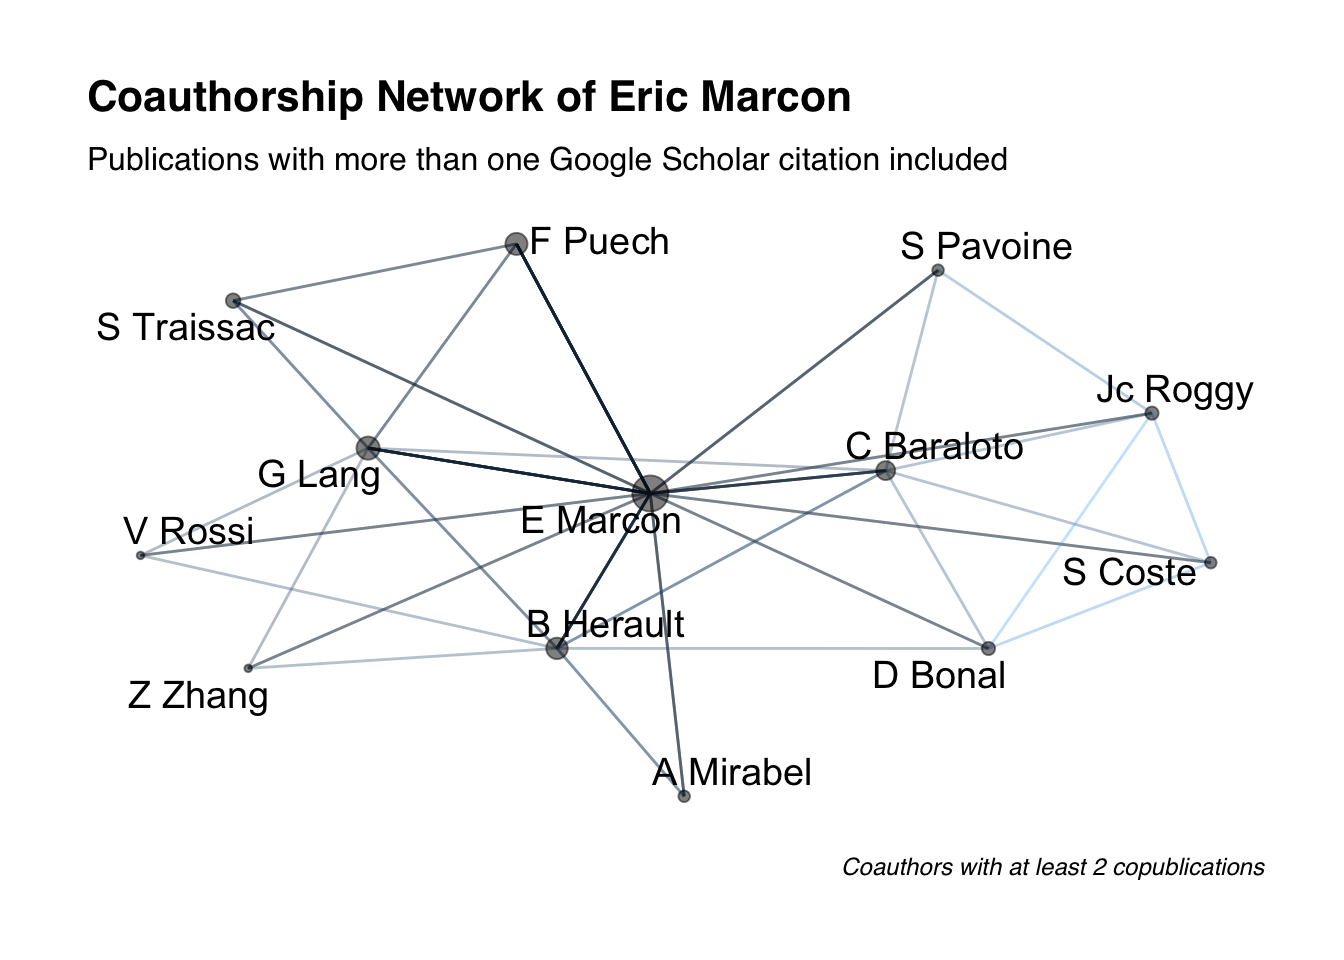 Coauthorship Network of Eric Marcon
Publications with more than one Google Scholar citation included
F Puech
S Pavoine
S Traissac
Jc Roggy
C Baraloto
G Lang
E Marcon
V Rossi
S Coste
B Herault
D Bonal
Z Zhang
A Mirabel
Coauthors with at least 2 copublications